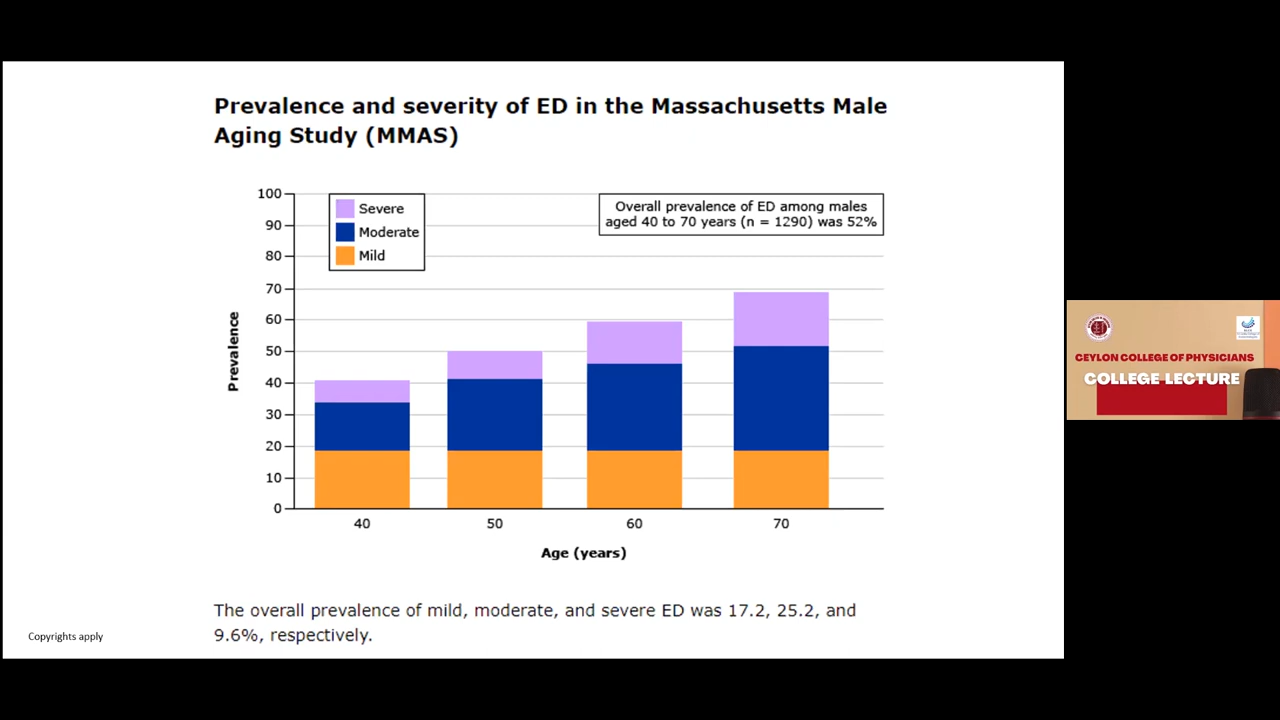 Prevalence and severity of ED in the Massachusetts Male
Aging Study (MMAS)
100
90
80
70
60
50
40
30
20
10
0
Prevalence
Severe
Moderate
Mild
Overall prevalence of ED among males
aged 40 to 70 years (n = 1290) was 52%
40
50
60
70
Age (years)
The overall prevalence of mild, moderate, and severe ED was 17.2, 25.2, and
9.6%, respectively.
Copyrights apply
CEYLON COLLEGE OF PHYSICIANS
COLLEGE LECTURE